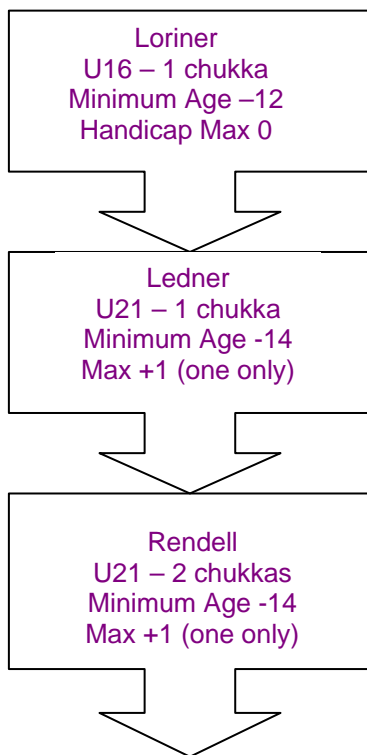 Loriner
U16 – 1 chukka
Minimum Age –12
Handicap Max 0
Ledner
U21 – 1 chukka
Minimum Age -14
Max +1 (one only)
Rendell
U21 – 2 chukkas
Minimum Age -14
Max +1 (one only)